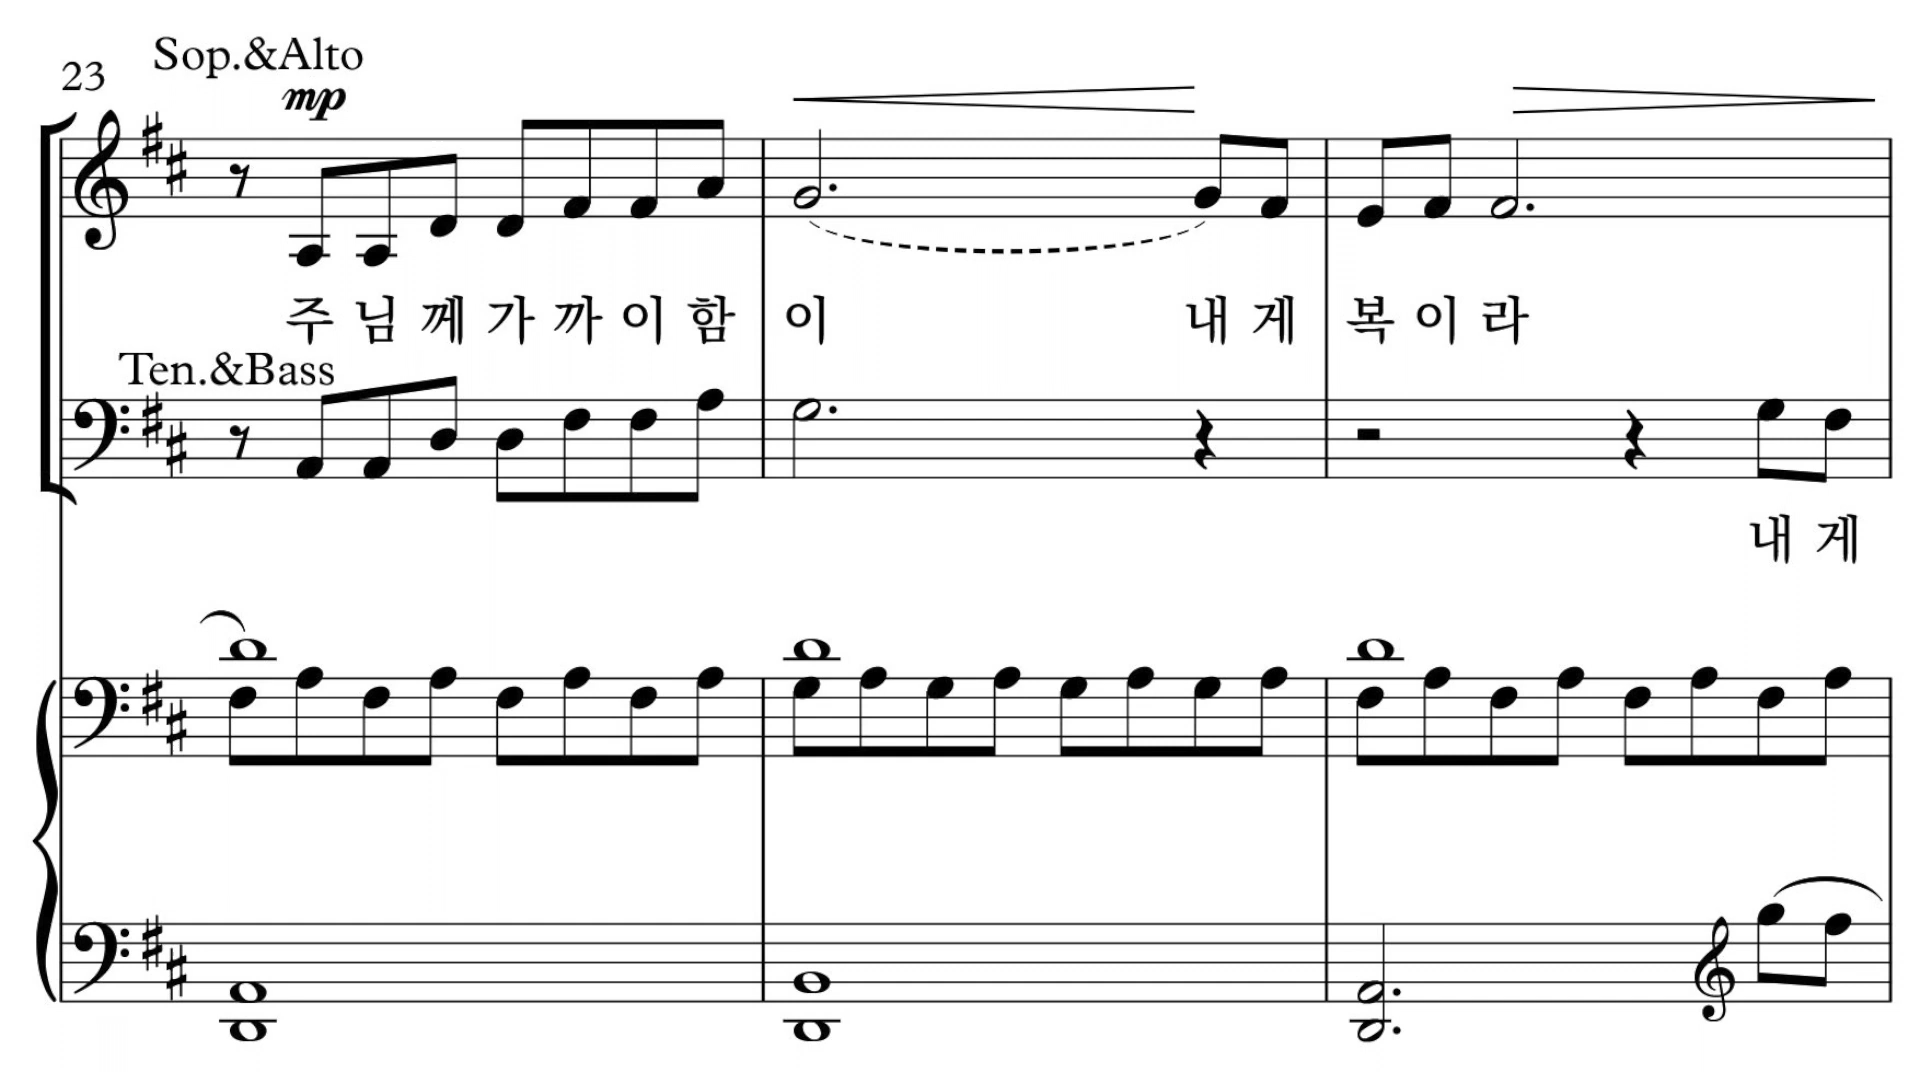 Sop.&Alto
23
mp
주 님 께 가 까 이 함 이 내 게 복 이 라
Ten.&Bass
내 게